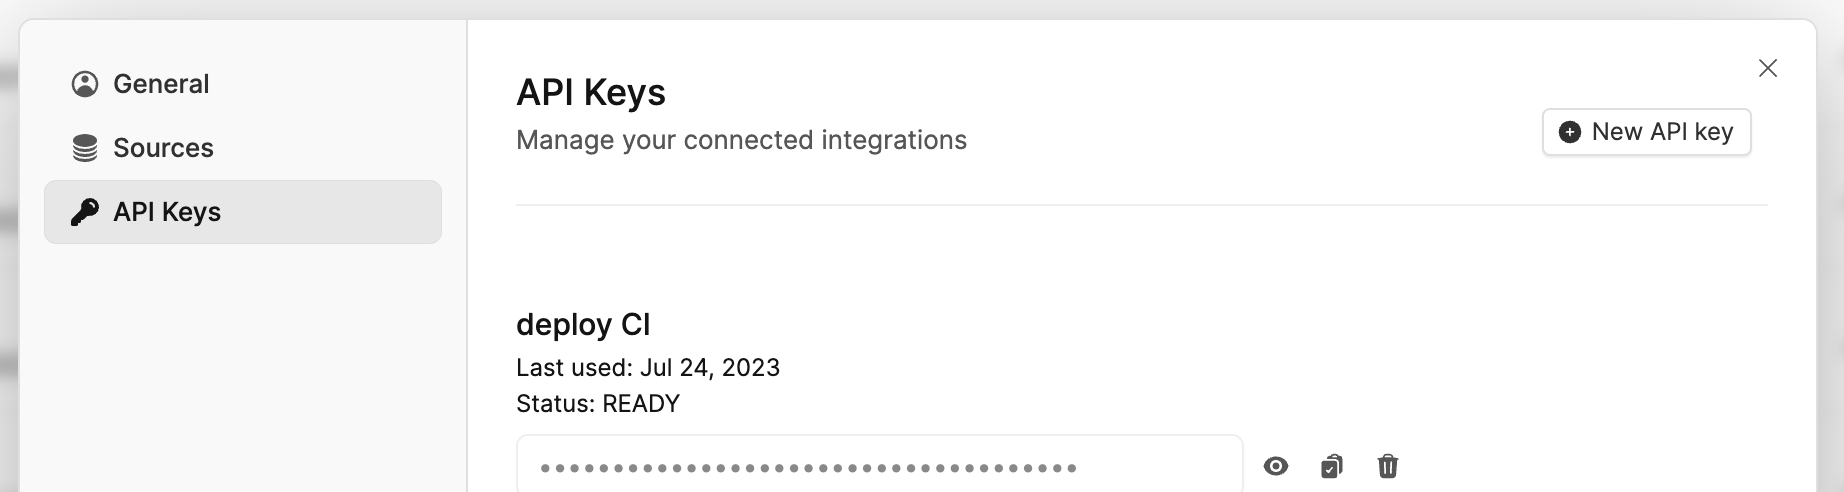 General
Sources
API Keys
API Keys
Manage your connected integrations
New API key
deploy CI
Last used: Jul 24, 2023
Status: READY